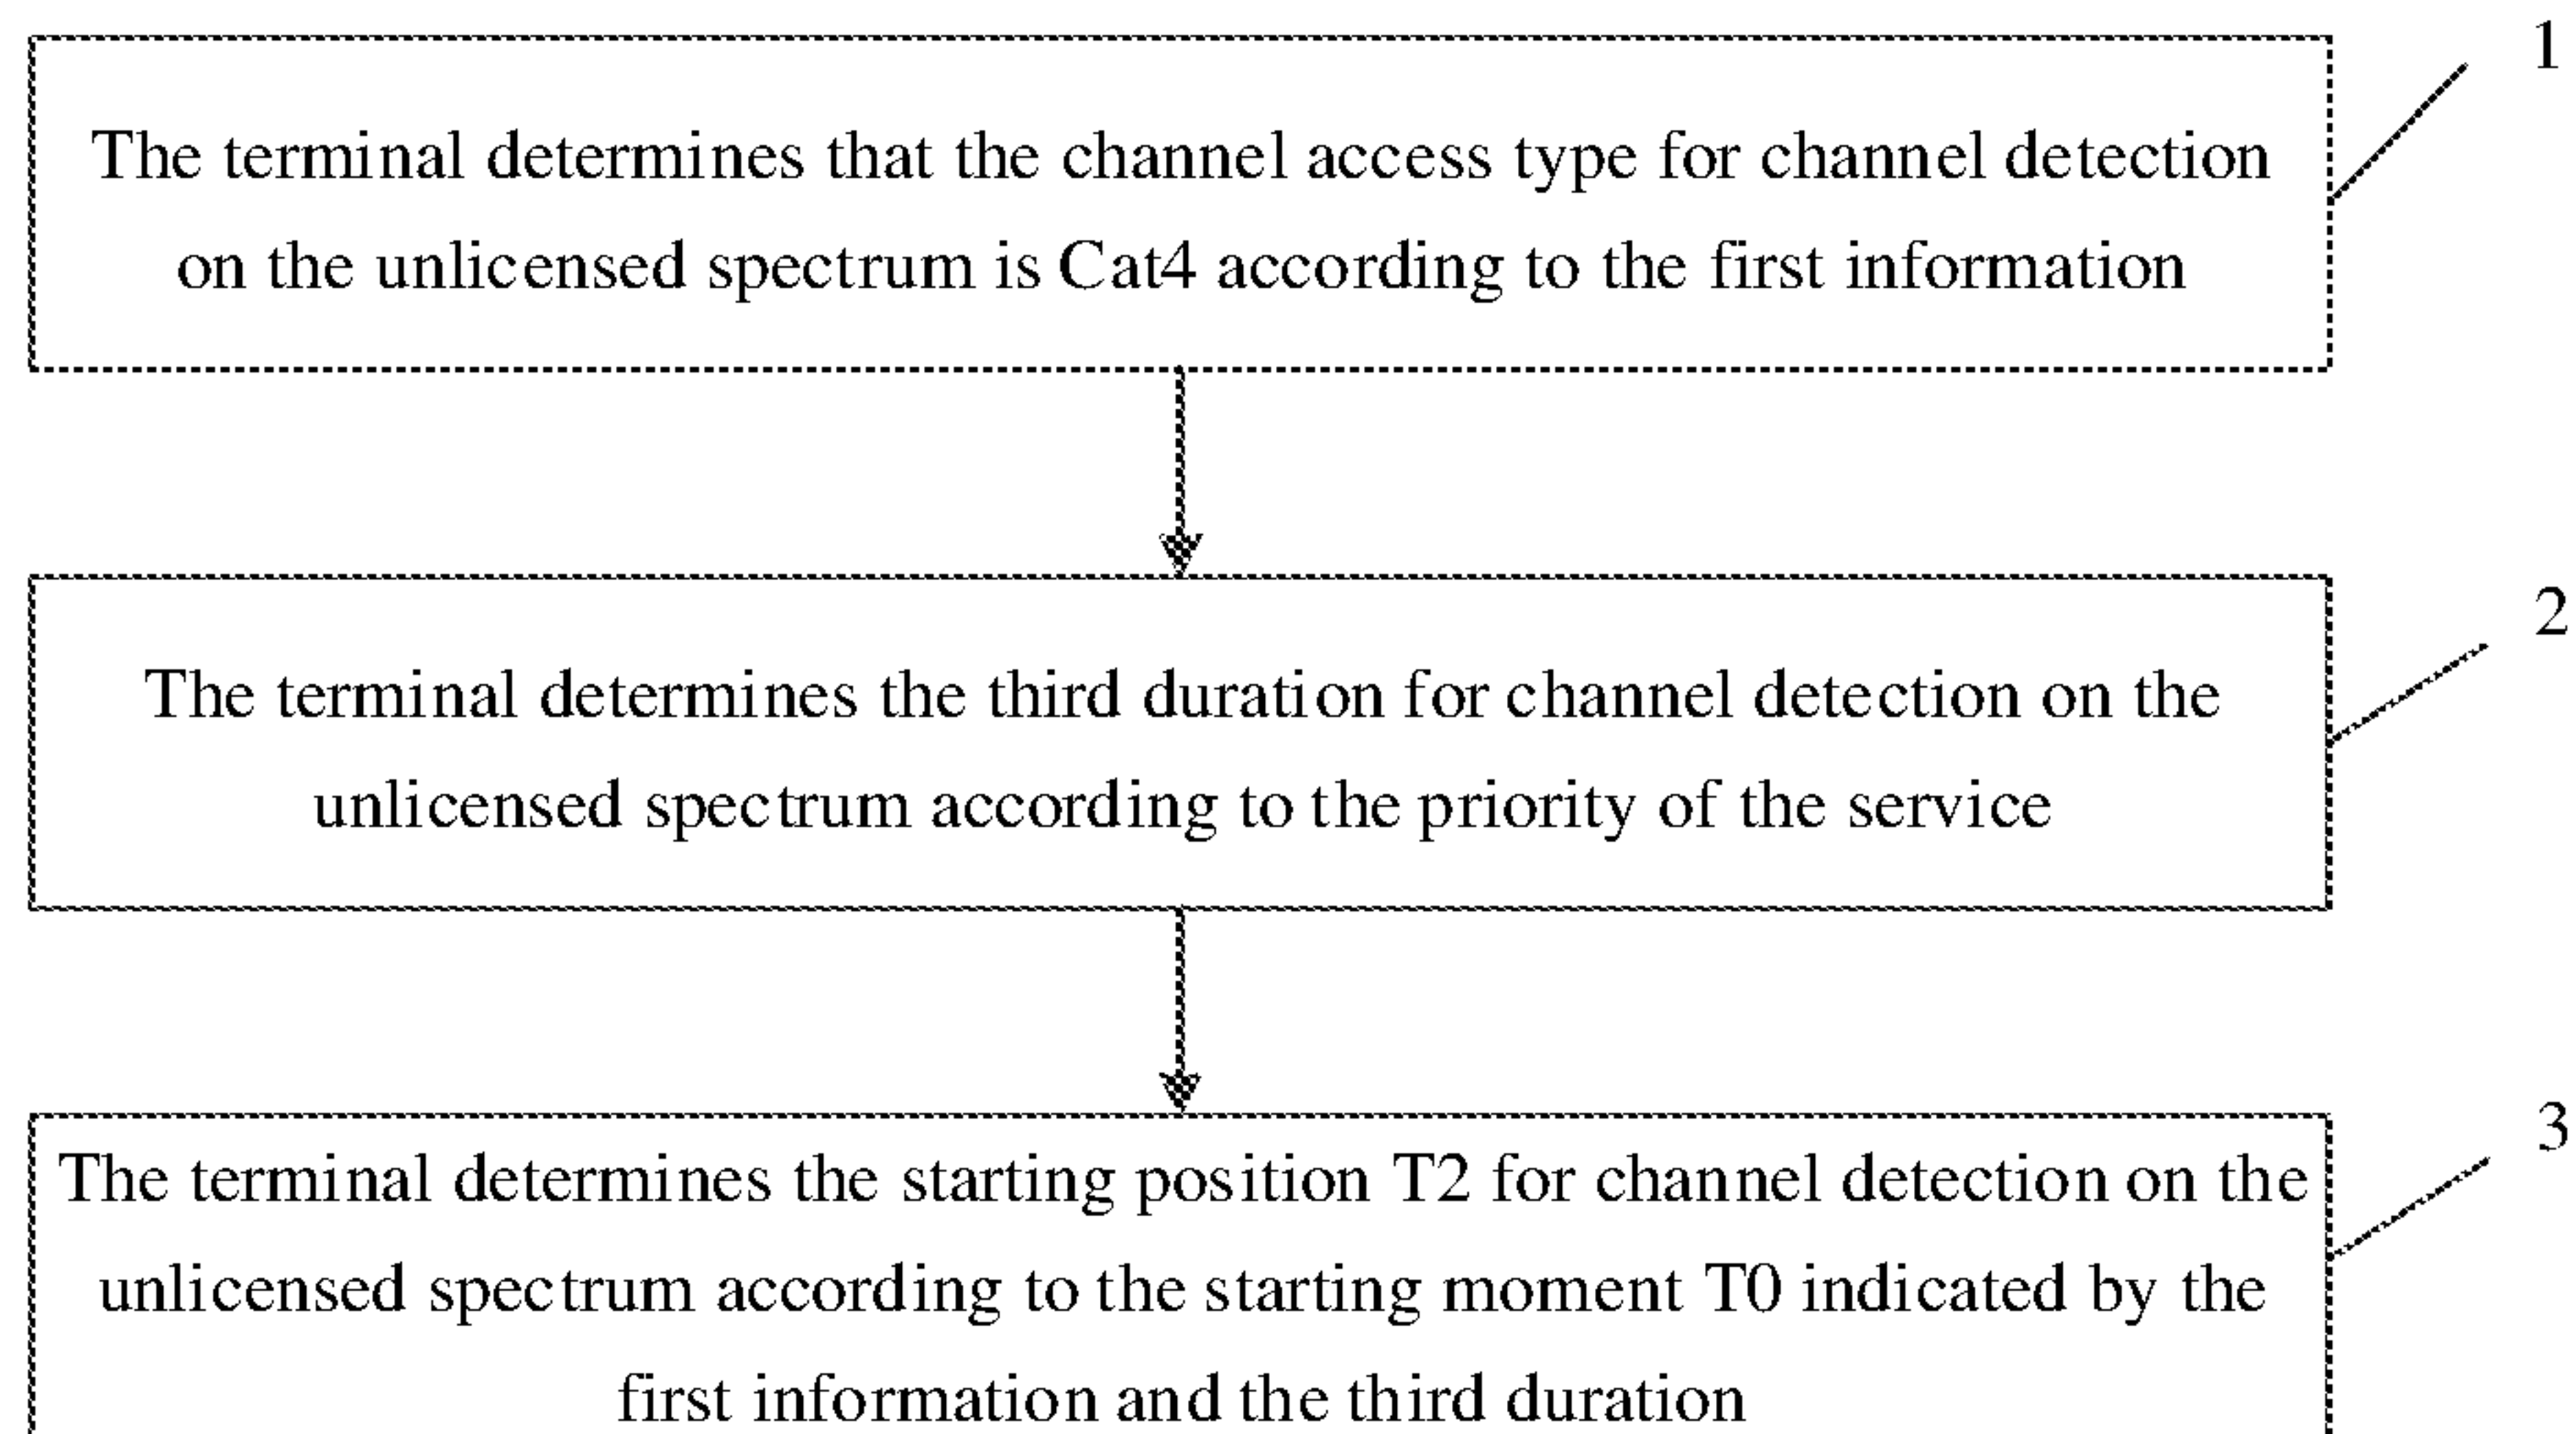 1
The terminal determines that the channel access type for channel detection
on the unlicensed spectrum is Cat4 according to the first information
2
The terminal determines the third duration for channel detection on the
unlicensed spectrum according to the priority of the service
3
The terminal determines the starting position T2 for channel detection on the
unlicensed spectrum according to the starting moment T0 indicated by the
first information and the third duration